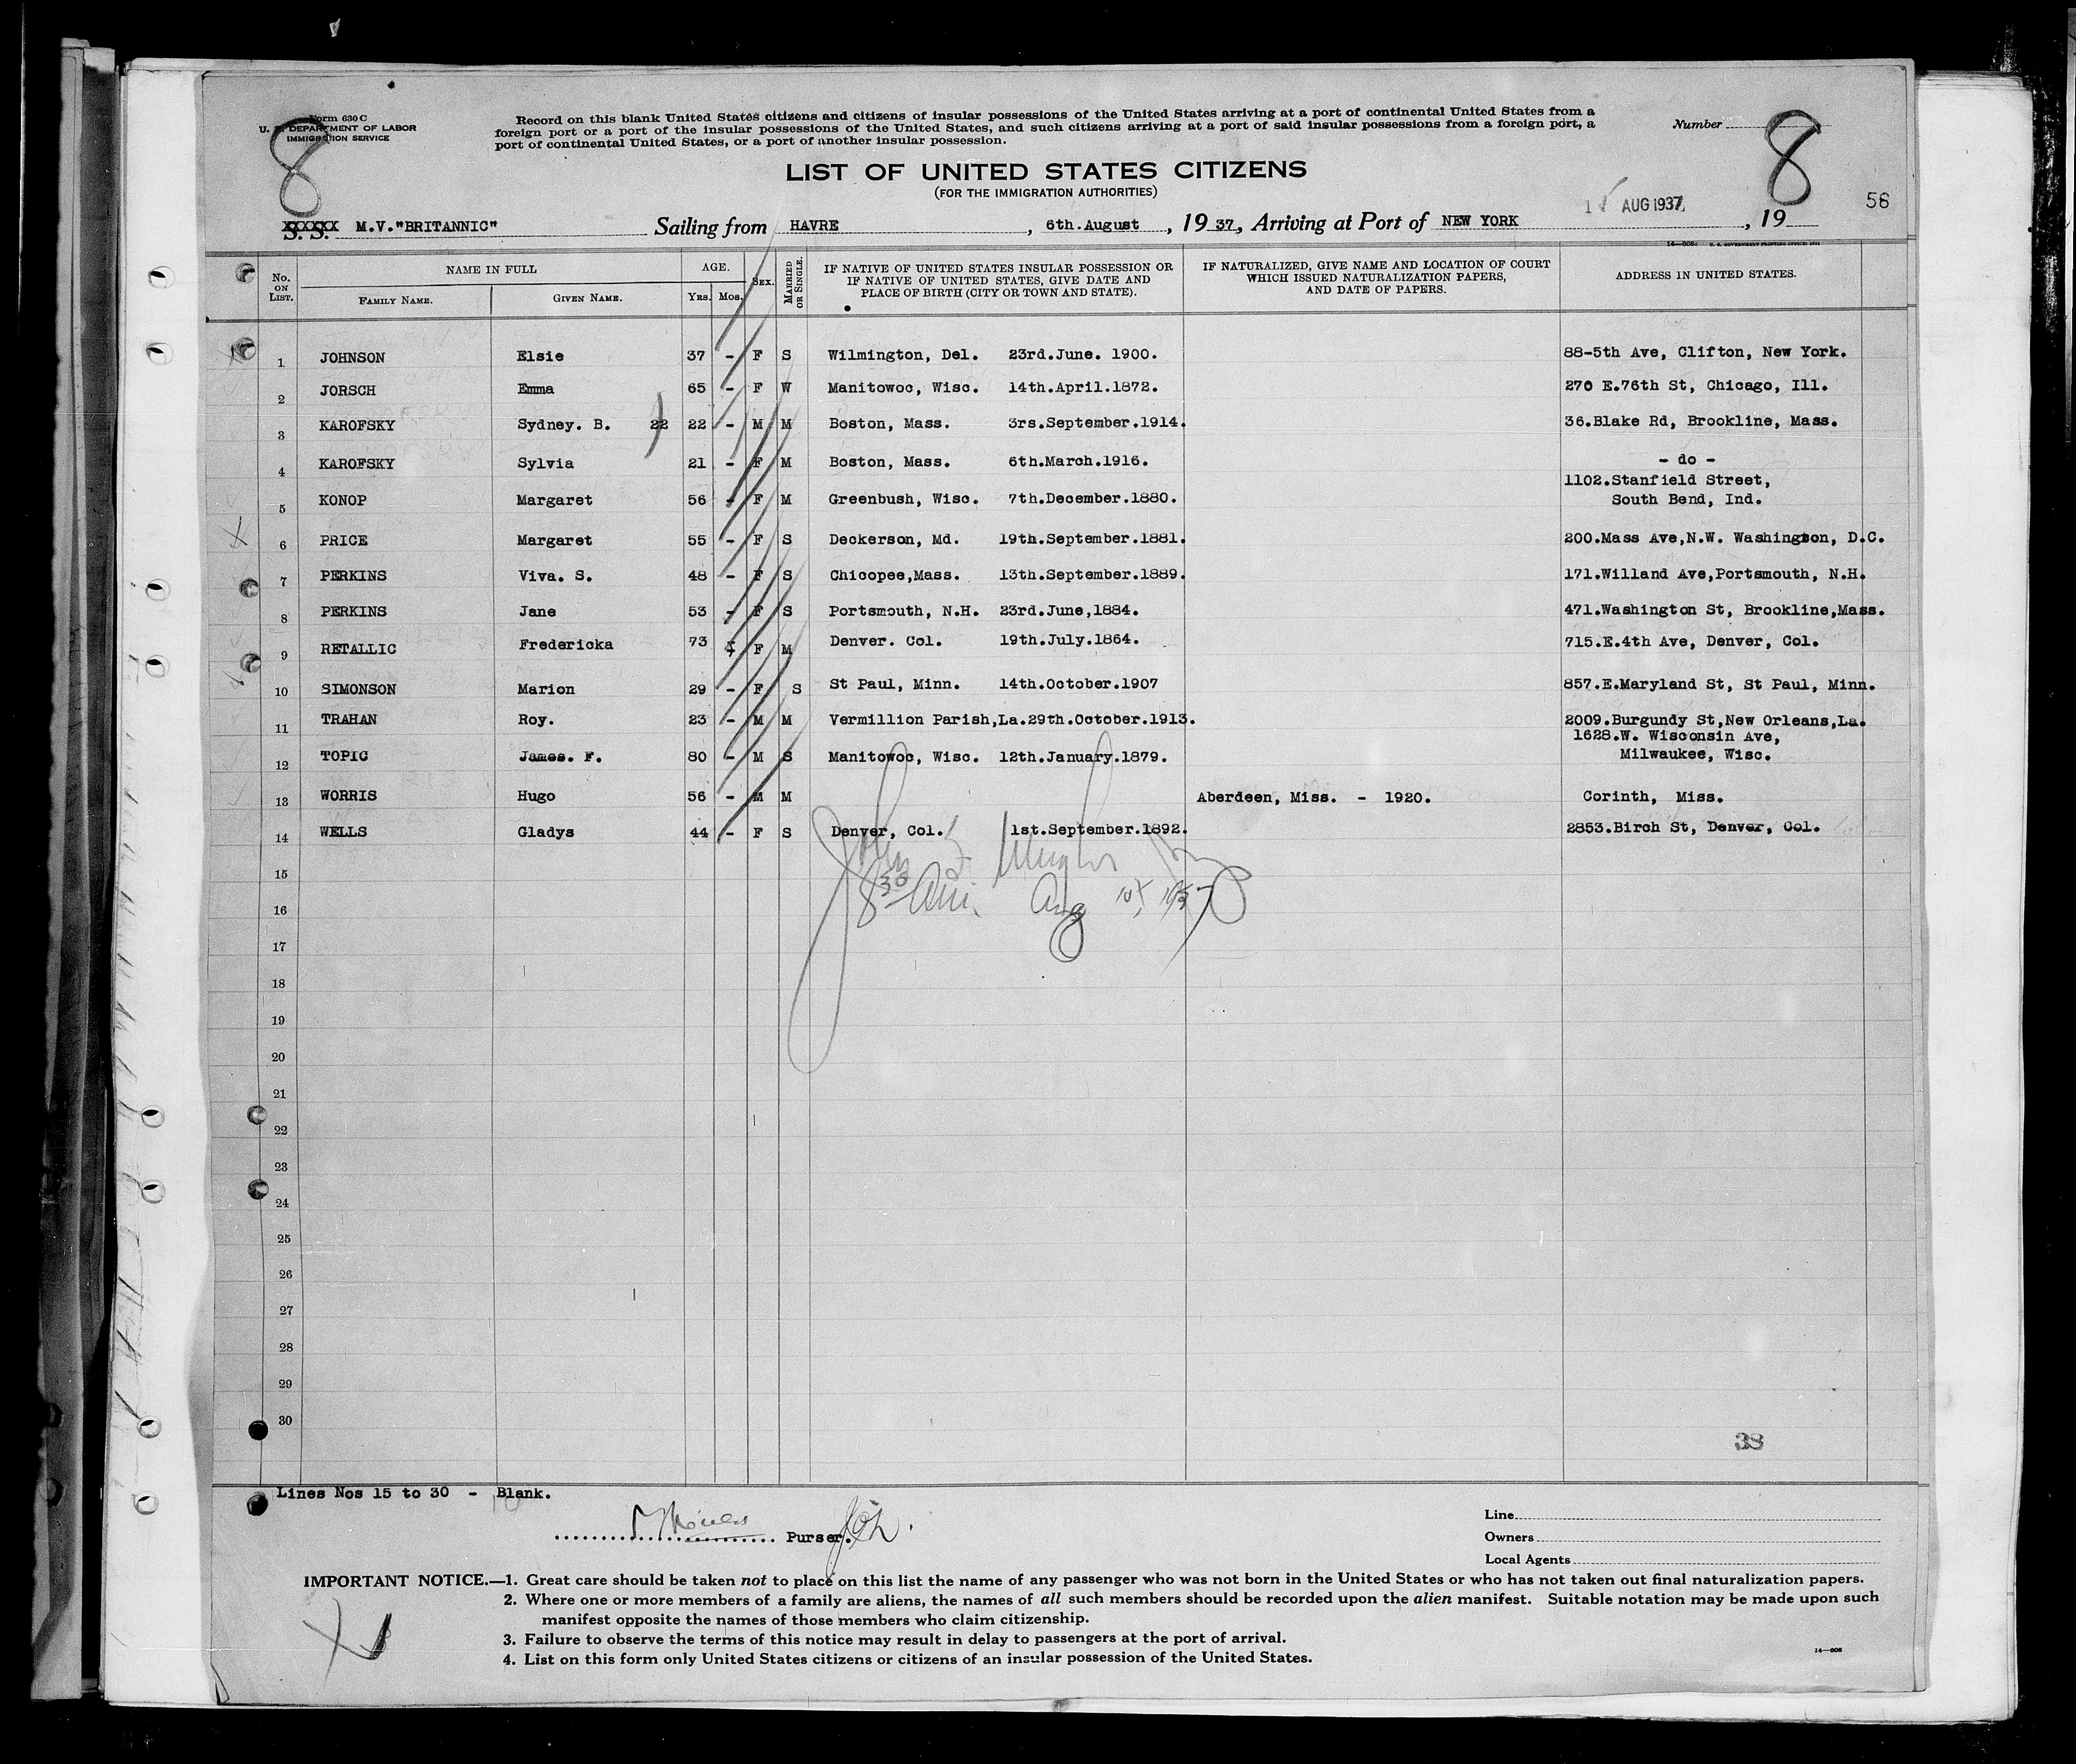 Form 630 C
U. S. DEPARTMENT OF LABOR
IMMIGRATION SERVICE
8
Record on this blank United States citizens and citizens of insular possessions of the United States arriving at a port of continental United States from a
foreign port or a port of the insular possessions of the United States, and such citizens arriving at a port of said insular possessions from a foreign port, a
port of continental United States, or a port of another insular possession.
Number 8
LIST OF UNITED STATES CITIZENS
(FOR THE IMMIGRATION AUTHORITIES)
AUG 1937
56
S. S. M.V."BRITANNIC" Sailing from HAVRE, 6th.August, 19 37, Arriving at Port of NEW YORK, 19
14—608 U. S. GOVERNMENT PRINTING OFFICE
No. ON LIST. NAME IN FULL AGE. SEX. MARRIED OR SINGLE. IF NATIVE OF UNITED STATES INSULAR POSSESSION OR IF NATIVE OF UNITED STATES, GIVE DATE AND PLACE OF BIRTH (CITY OR TOWN AND STATE). IF NATURALIZED, GIVE NAME AND LOCATION OF COURT WHICH ISSUED NATURALIZATION PAPERS, AND DATE OF PAPERS. ADDRESS IN UNITED STATES.
FAMILY NAME. GIVEN NAME. YRS. MOS.
1 JOHNSON Elsie 37 - F S Wilmington, Del. 23rd.June. 1900. 88-5th Ave, Clifton, New York.
2 JORSCH Emma 65 - F W Manitowoc, Wisc. 14th.April.1872. 270 E.76th St, Chicago, Ill.
3 KAROFSKY Sydney. B. 22 22 - M M Boston, Mass. 3rs.September.1914. 36.Blake Rd, Brookline, Mass.
4 KAROFSKY Sylvia 21 - F M Boston, Mass. 6th.March.1916. - do -
5 KONOP Margaret 56 - F M Greenbush, Wisc. 7th.December.1880. 1102.Stanfield Street,
South Bend, Ind.
6 PRICE Margaret 55 - F S Deckerson, Md. 19th.September.1881. 200.Mass Ave,N.W. Washington, D.C.
7 PERKINS Viva. S. 48 - F S Chicopee,Mass. 13th.September.1889. 171.Willand Ave,Portsmouth, N.H.
8 PERKINS Jane 53 - F S Portsmouth, N.H. 23rd.June,1884. 471.Washington St, Brookline,Mass.
9 RETALLIC Fredericka 73 - F M Denver. Col. 19th.July.1864. 715.E.4th Ave, Denver, Col.
10 SIMONSON Marion 29 - F S St Paul, Minn. 14th.October.1907 857.E.Maryland St, St Paul, Minn.
11 TRAHAN Roy. 23 - M M Vermillion Parish,La.29th.October.1913. 2009.Burgundy St,New Orleans,La.
12 TOPIC James. F. 80 - M S Manitowoc, Wisc. 12th.January.1879. 1628.W. Wisconsin Ave,
Milwaukee, Wisc.
13 WORRIS Hugo 56 - M M Aberdeen, Miss. - 1920. Corinth, Miss.
14 WELLS Gladys 44 - F S Denver, Col. 1st.September.1892. 2853.Birch St, Denver, Col.
15
8 30 Aug
16
17
18
19
20
21
22
23
24
25
26
27
28
29
30
38
Lines Nos 15 to 30 - Blank.
Purser.
Line
Owners
Local Agents
IMPORTANT NOTICE.—1. Great care should be taken not to place on this list the name of any passenger who was not born in the United States or who has not taken out final naturalization papers.
2. Where one or more members of a family are aliens, the names of all such members should be recorded upon the alien manifest. Suitable notation may be made upon such
manifest opposite the names of those members who claim citizenship.
3. Failure to observe the terms of this notice may result in delay to passengers at the port of arrival.
4. List on this form only United States citizens or citizens of an insular possession of the United States.
14—608